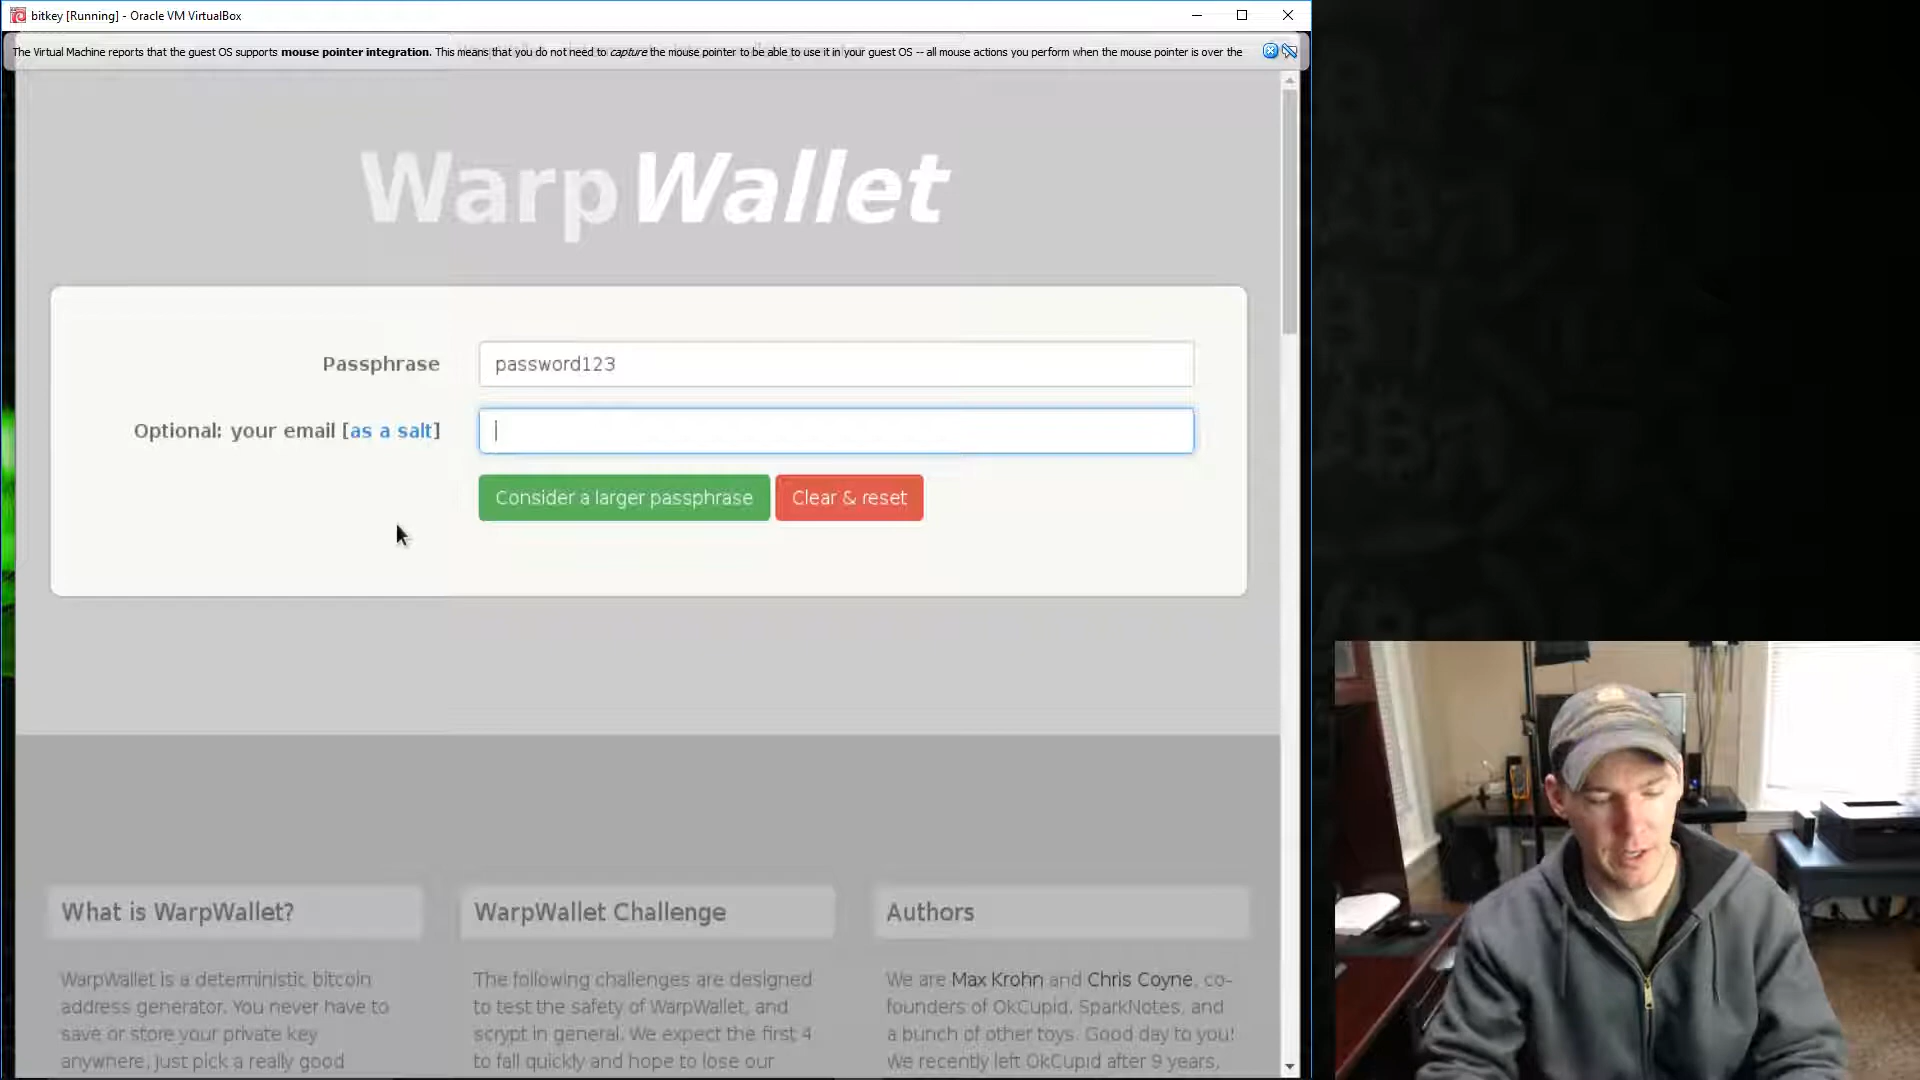 bitkey [Running] - Oracle VM VirtualBox
The Virtual Machine reports that the guest OS supports mouse pointer integration. This means that you do not need to capture the mouse pointer to be able to use it in your guest OS -- all mouse actions you perform when the mouse pointer is over the
WarpWallet
Passphrase
password123
Optional: your email [as a salt]
Consider a larger passphrase
Clear & reset
What is WarpWallet?
WarpWallet is a deterministic bitcoin
address generator. You never have to
save or store your private key
anywhere. Just pick a really good
WarpWallet Challenge
The following challenges are designed
to test the safety of WarpWallet, and
scrypt in general. We expect the first 4
to fall quickly and hope to lose our
Authors
We are Max Krohn and Chris Coyne, co-
founders of OkCupid, SparkNotes, and
a bunch of other toys. Good day to you!
We recently left OkCupid after 9 years,